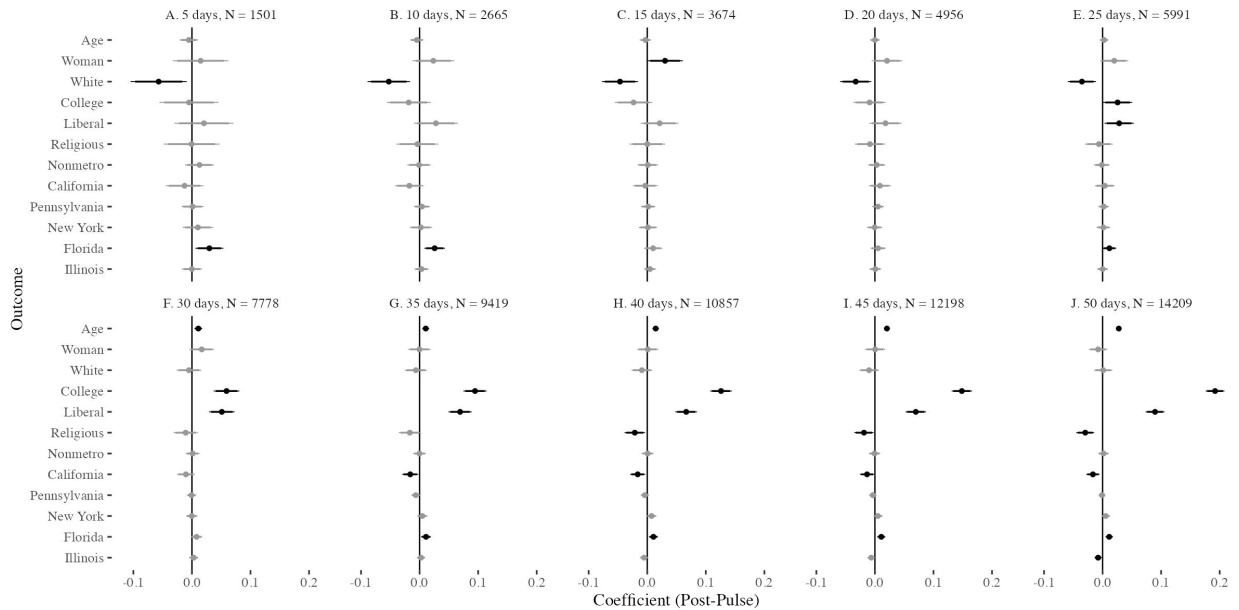 A. 5 days, N = 1501
B. 10 days, N = 2665
C. 15 days, N = 3674
D. 20 days, N = 4956
E. 25 days, N = 5991
Age
Woman
White
College
Liberal
Religious
Nonmetro
California
Pennsylvania
New York
Florida
Illinois
Outcome
F. 30 days, N = 7778
G. 35 days, N = 9419
H. 40 days, N = 10857
I. 45 days, N = 12198
J. 50 days, N = 14209
Age
Woman
White
College
Liberal
Religious
Nonmetro
California
Pennsylvania
New York
Florida
Illinois
-0.1 0.0 0.1 0.2 -0.1 0.0 0.1 0.2 -0.1 0.0 0.1 0.2 -0.1 0.0 0.1 0.2 -0.1 0.0 0.1 0.2
Coefficient (Post-Pulse)